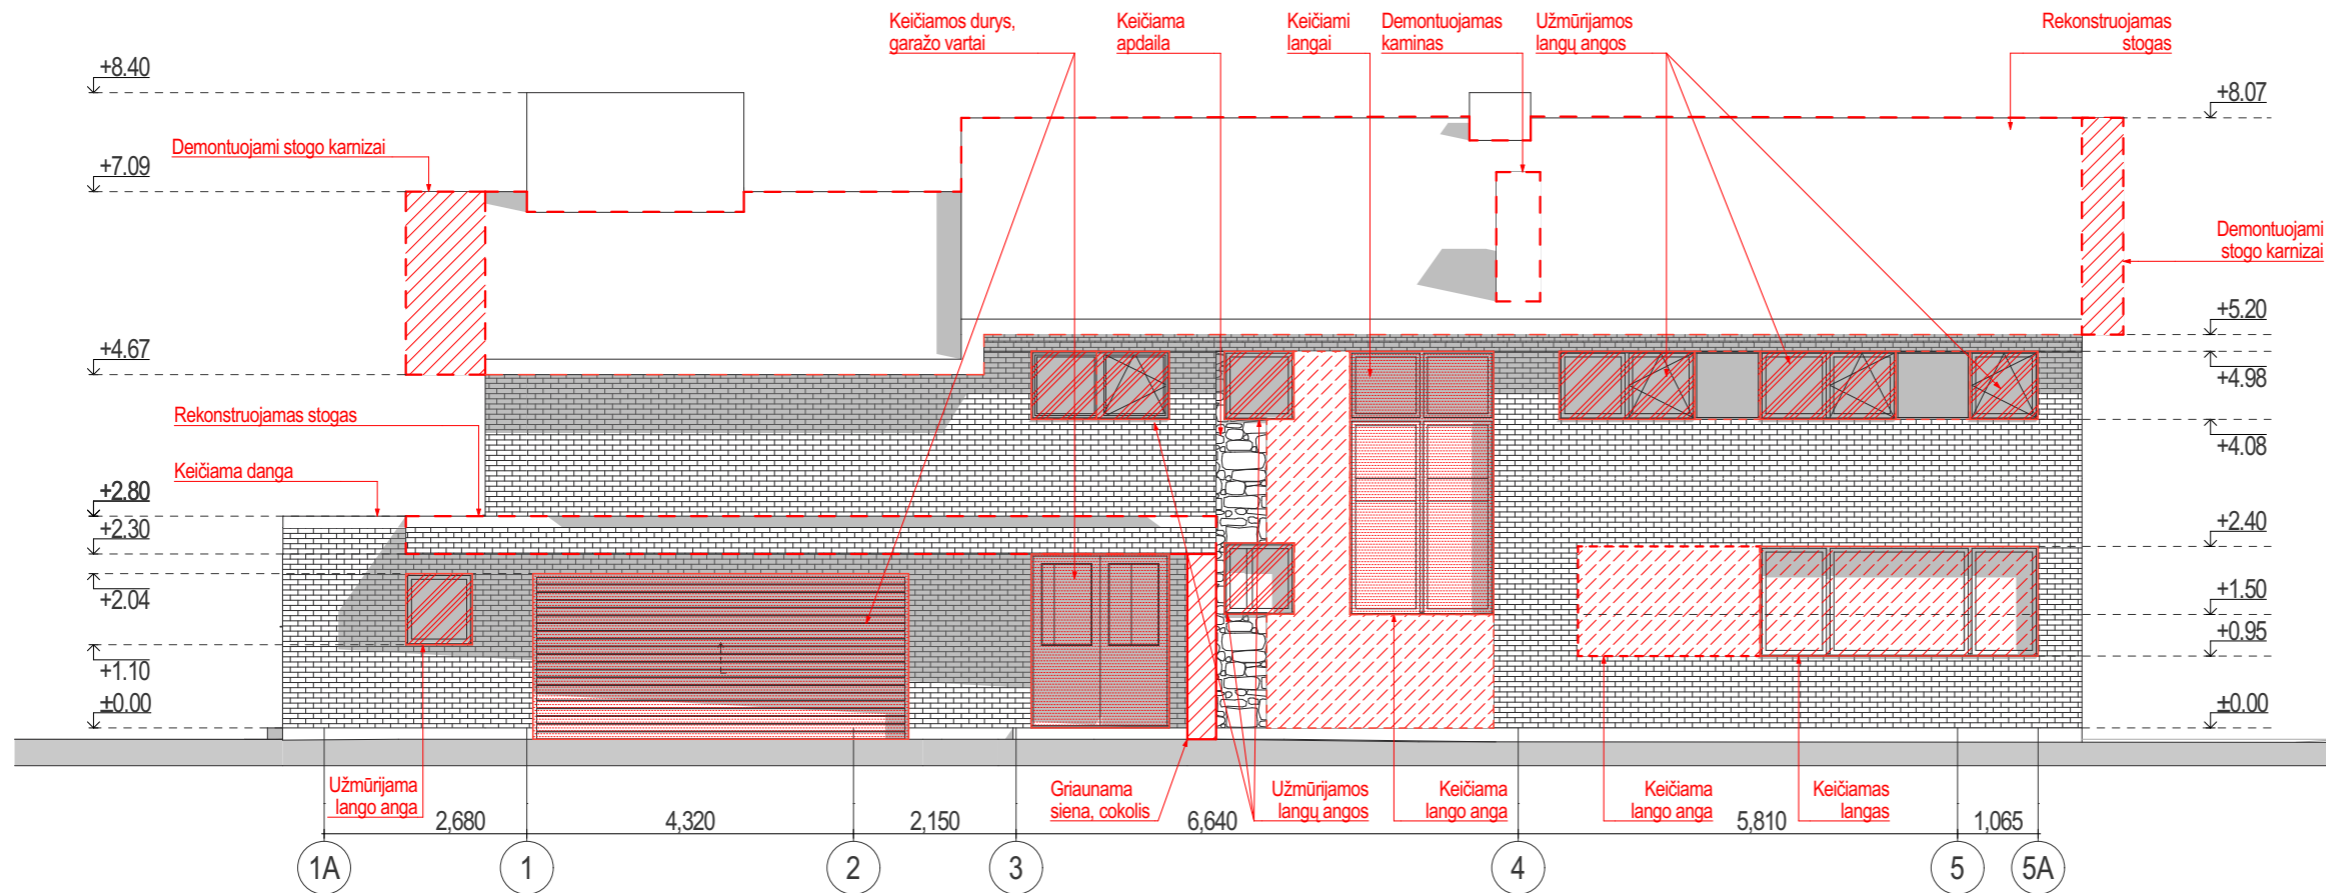 Keičiamos durys,
garažo vartai
Keičiama
apdaila
Keičiami
langai
Demontuojamas
kaminas
Užmūrijamos
langų angos
Rekonstruojamas
stogas
+8.40
+8.07
Demontuojami stogo karnizai
+7.09
Demontuojami
stogo karnizai
+5.20
+4.67
+4.98
Rekonstruojamas stogas
+4.08
Keičiama danga
+2.80
+2.30
+2.40
+2.04
+1.50
+0.95
+1.10
±0.00
±0.00
Užmūrijama
lango anga
Griaunama
siena, cokolis
Užmūrijamos
langų angos
Keičiama
lango anga
Keičiama
lango anga
Keičiamas
langas
2,680
4,320
2,150
6,640
5,810
1,065
1A
1
2
3
4
5
5A